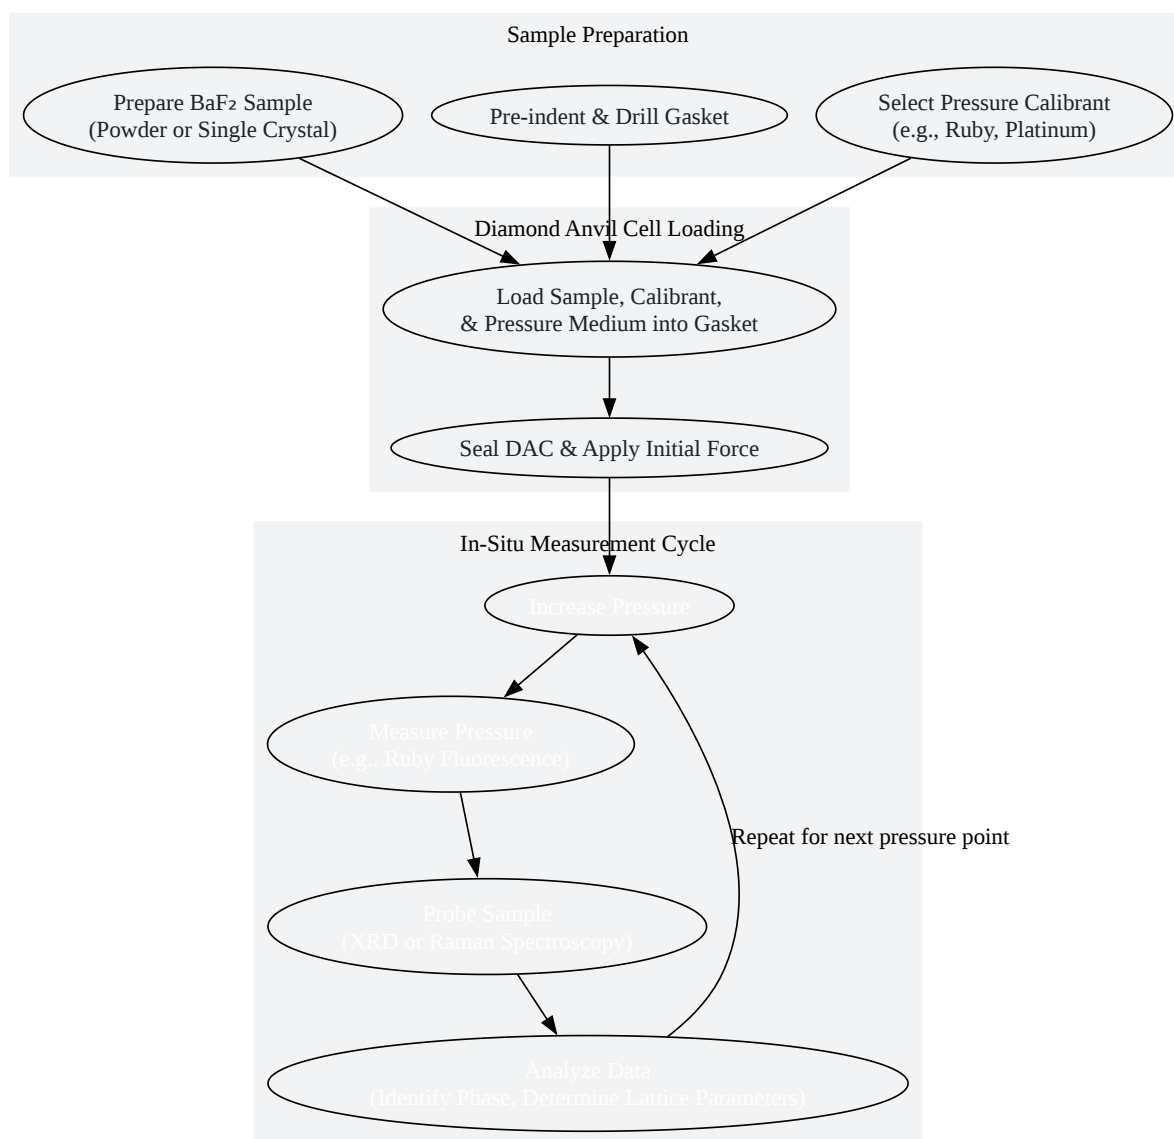 Sample Preparation
Prepare BaF₂ Sample
(Powder or Single Crystal)
Pre-indent & Drill Gasket
Select Pressure Calibrant
(e.g., Ruby, Platinum)
Diamond Anvil Cell Loading
Load Sample, Calibrant,
& Pressure Medium into Gasket
Seal DAC & Apply Initial Force
In-Situ Measurement Cycle
Increase Pressure
Measure Pressure
(e.g., Ruby Fluorescence)
Repeat for next pressure point
Probe Sample
(XRD or Raman Spectroscopy)
Analyze Data
(Identify Phase, Determine Lattice Parameters)